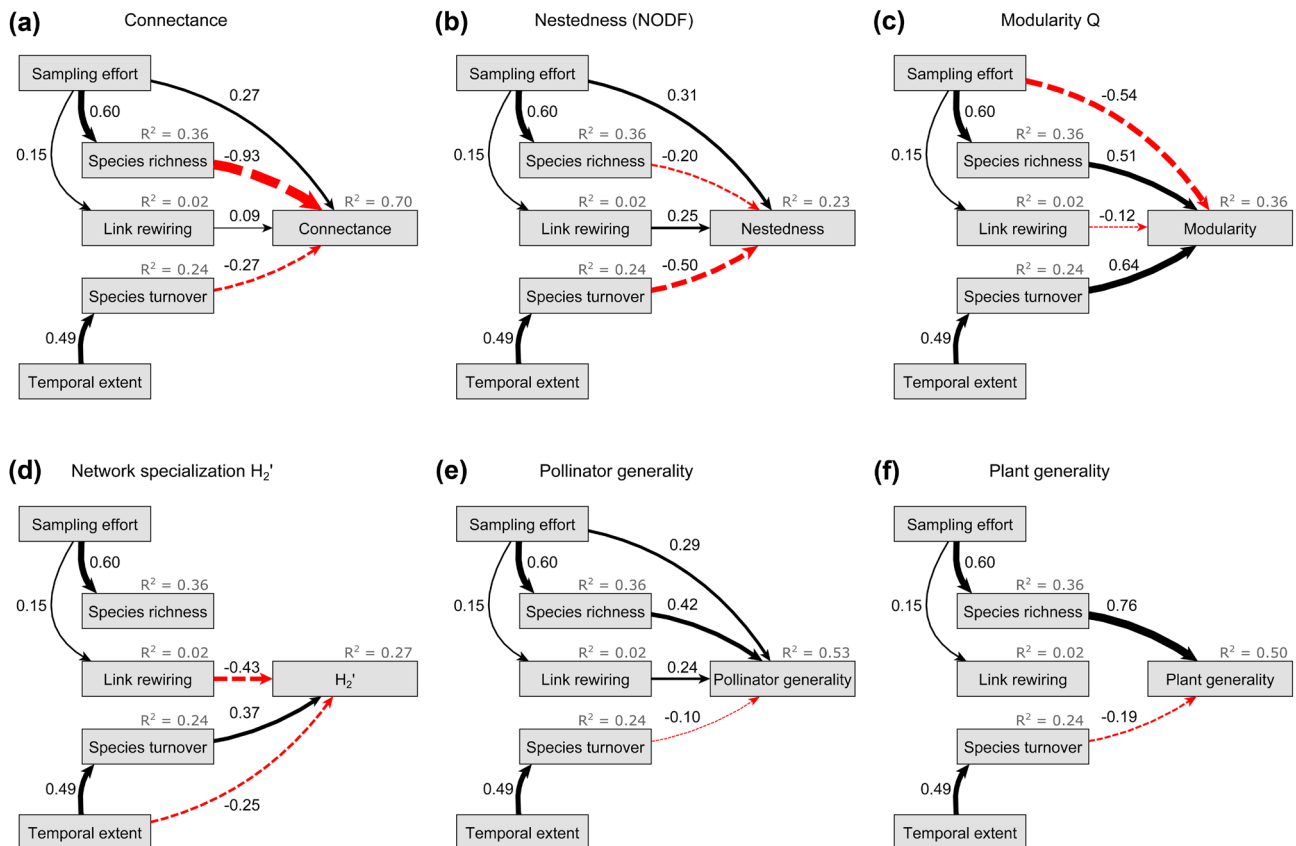 (a) Connectance
Sampling effort
0.27
0.60
R² = 0.36
0.15
Species richness
-0.93
R² = 0.02
R² = 0.70
Link rewiring
0.09
Connectance
R² = 0.24
-0.27
Species turnover
0.49
Temporal extent
(b) Nestedness (NODF)
Sampling effort
0.31
0.60
R² = 0.36
0.15
Species richness
-0.20
R² = 0.02
R² = 0.23
Link rewiring
0.25
Nestedness
R² = 0.24
-0.50
Species turnover
0.49
Temporal extent
(c) Modularity Q
Sampling effort
-0.54
0.60
R² = 0.36
0.15
Species richness
0.51
R² = 0.02
R² = 0.36
Link rewiring
-0.12
Modularity
R² = 0.24
0.64
Species turnover
0.49
Temporal extent
(d) Network specialization H₂'
Sampling effort
0.60
R² = 0.36
0.15
Species richness
R² = 0.02
R² = 0.27
Link rewiring
-0.43
H₂'
R² = 0.24
0.37
Species turnover
0.49
-0.25
Temporal extent
(e) Pollinator generality
Sampling effort
0.29
0.60
R² = 0.36
0.15
Species richness
0.42
R² = 0.02
R² = 0.53
Link rewiring
0.24
Pollinator generality
R² = 0.24
-0.10
Species turnover
0.49
Temporal extent
(f) Plant generality
Sampling effort
0.60
R² = 0.36
0.15
Species richness
0.76
R² = 0.02
R² = 0.50
Link rewiring
Plant generality
R² = 0.24
-0.19
Species turnover
0.49
Temporal extent